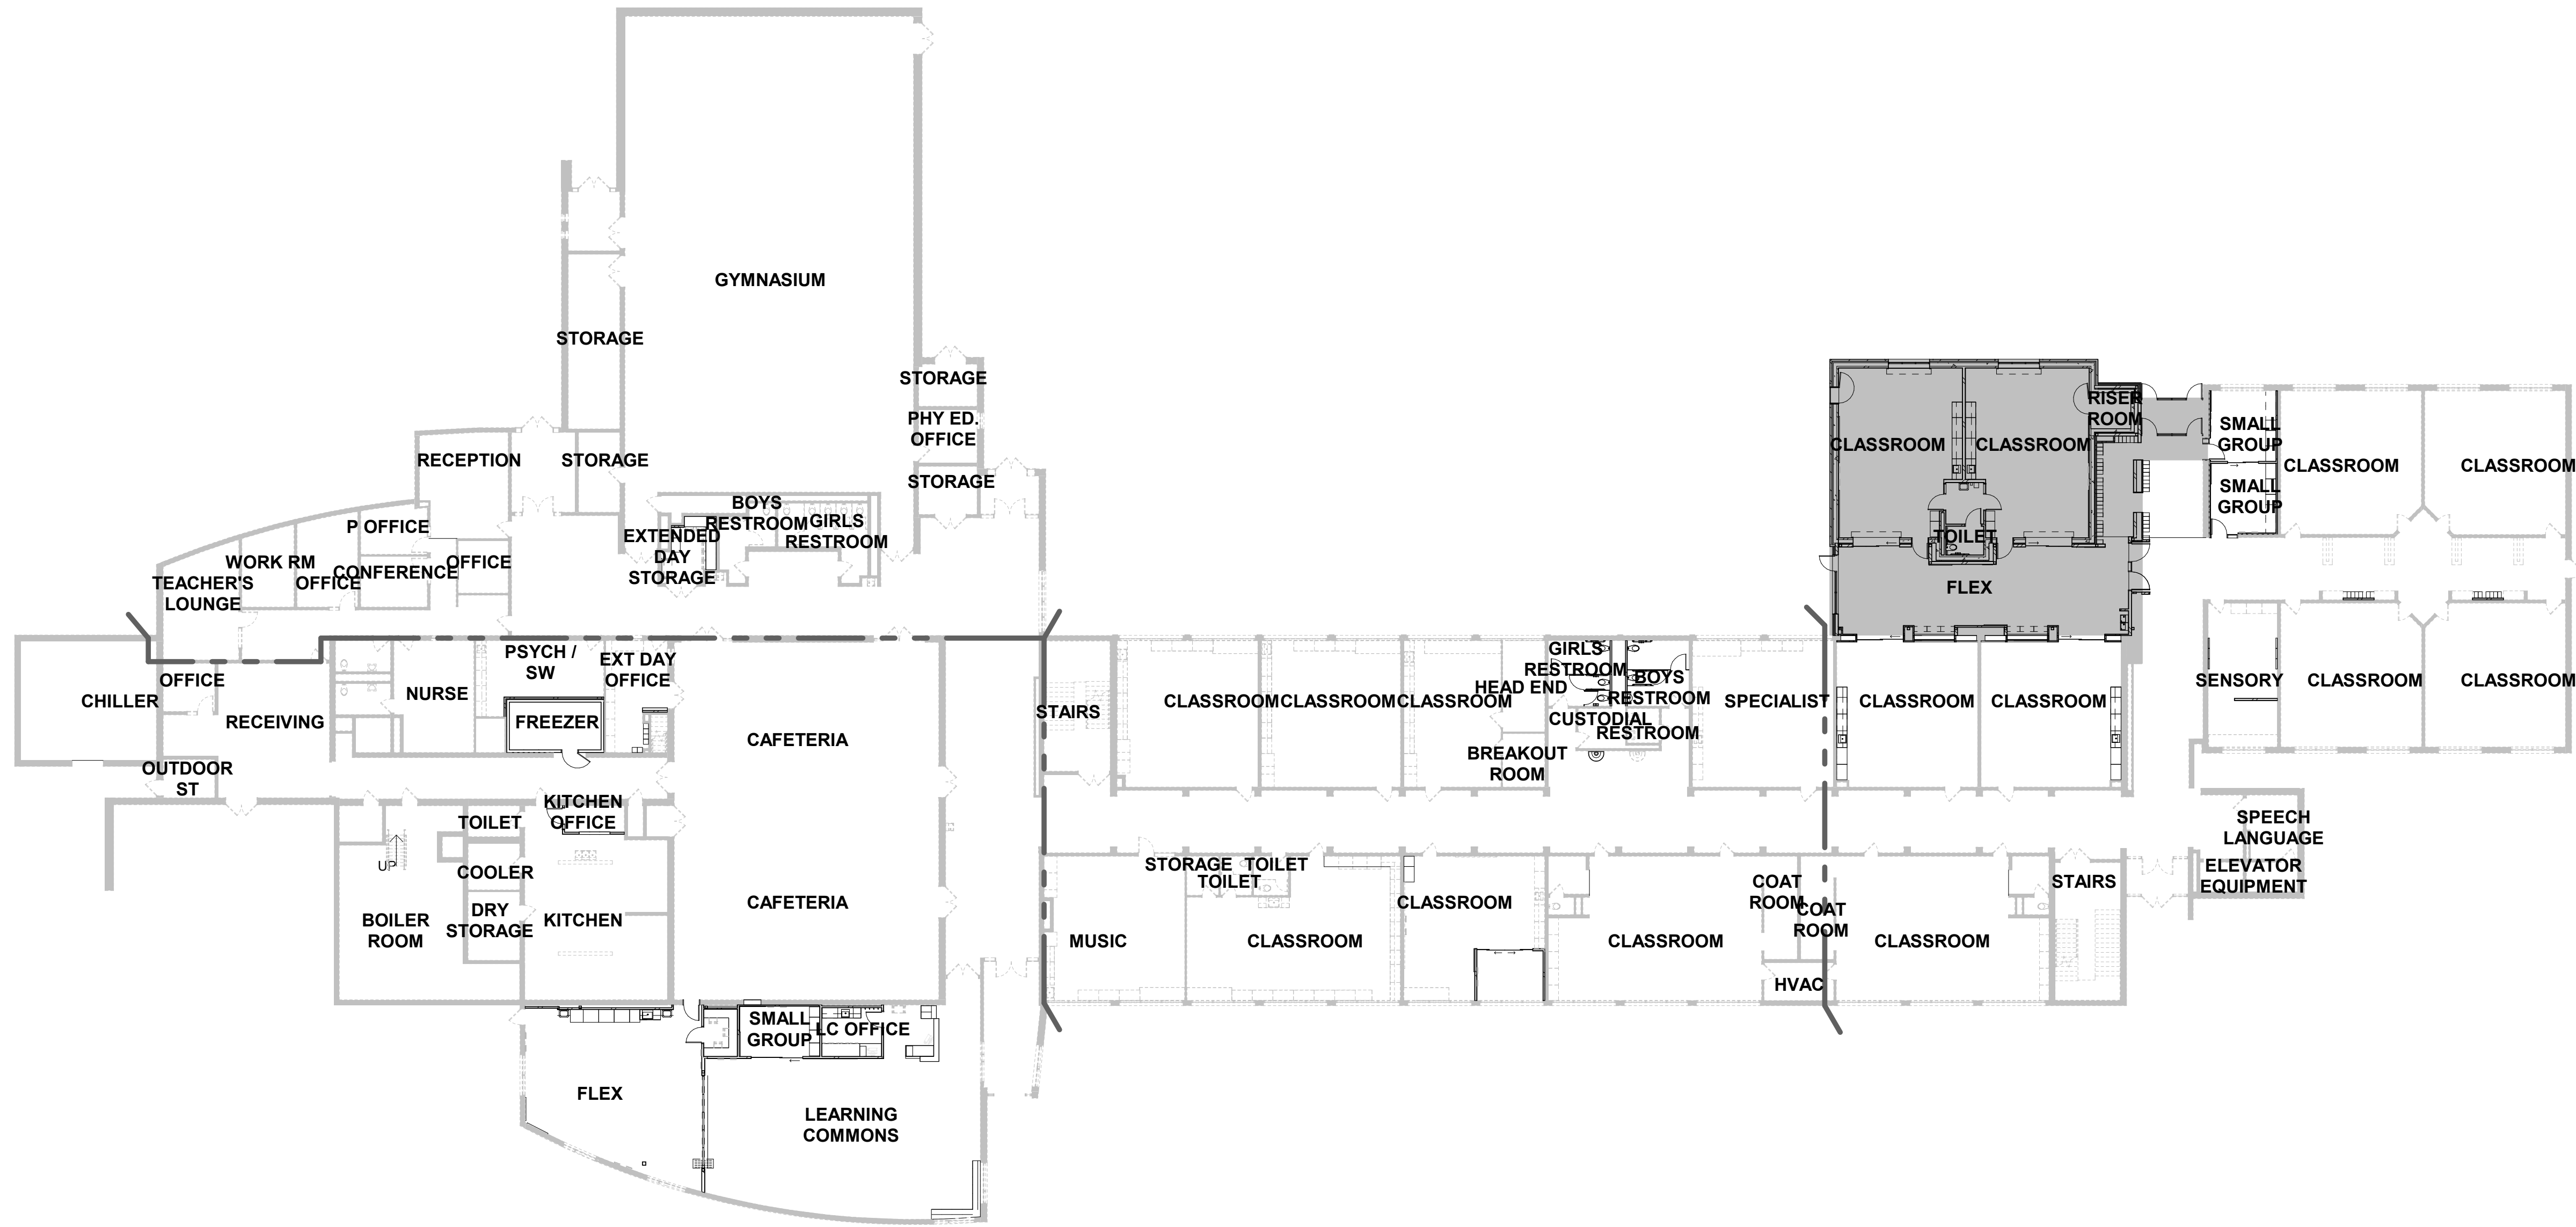 GYMNASIUM
STORAGE
STORAGE
PHY ED.
OFFICE
STORAGE
RECEPTION
STORAGE
BOYS
RESTROOM
GIRLS
RESTROOM
EXTENDED
DAY
STORAGE
P OFFICE
WORK RM
OFFICE
CONFERENCE
OFFICE
TEACHER'S
LOUNGE
CLASSROOM
CLASSROOM
RISER
ROOM
TOILET
FLEX
SMALL
GROUP
SMALL
GROUP
CLASSROOM
CLASSROOM
CHILLER
OFFICE
RECEIVING
OUTDOOR
ST
NURSE
PSYCH /
SW
EXT DAY
OFFICE
FREEZER
CAFETERIA
STAIRS
CLASSROOM
CLASSROOM
CLASSROOM
HEAD END
BREAKOUT
ROOM
GIRLS
RESTROOM
BOYS
RESTROOM
CUSTODIAL
RESTROOM
SPECIALIST
CLASSROOM
CLASSROOM
SENSORY
CLASSROOM
CLASSROOM
KITCHEN
OFFICE
TOILET
UP
COOLER
DRY
STORAGE
BOILER
ROOM
KITCHEN
CAFETERIA
MUSIC
STORAGE
TOILET
TOILET
CLASSROOM
CLASSROOM
CLASSROOM
COAT
ROOM
COAT
ROOM
HVAC
CLASSROOM
STAIRS
SPEECH
LANGUAGE
ELEVATOR
EQUIPMENT
SMALL
GROUP
LC OFFICE
FLEX
LEARNING
COMMONS